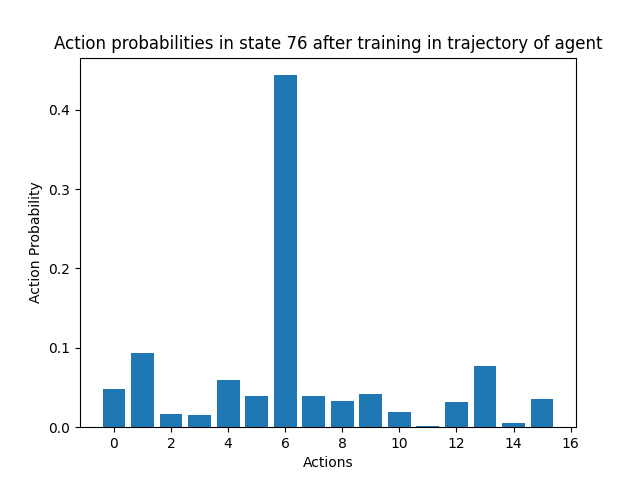 Action probabilities in state 76 after training in trajectory of agent
0.4
0.3
0.2
0.1
0.0
Action Probability
0 2 4 6 8 10 12 14 16
Actions